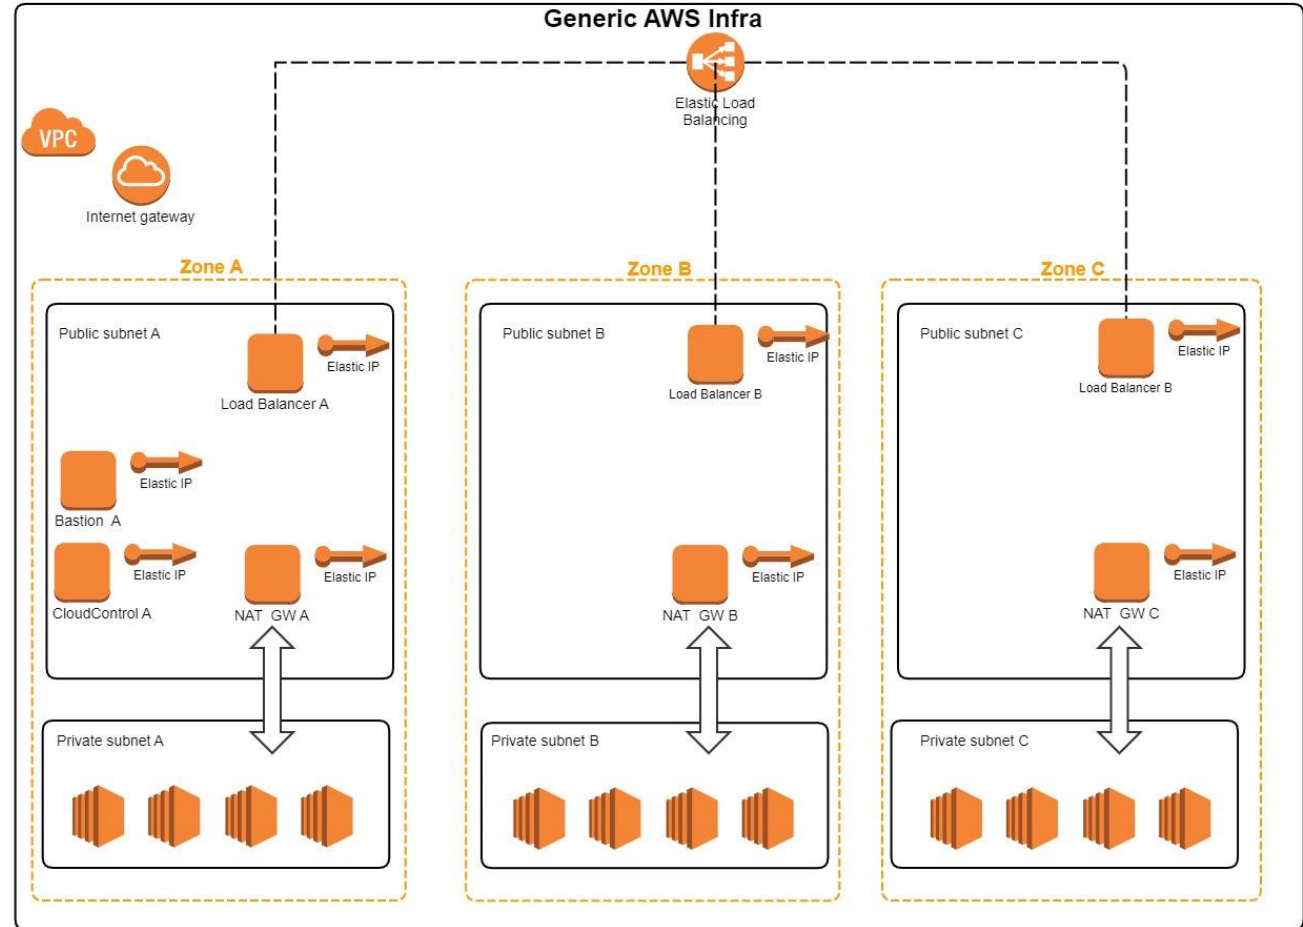 Generic AWS Infra
Elastic Load
Balancing
VPC
Internet gateway
Zone A
Public subnet A
Elastic IP
Load Balancer A
Elastic IP
Bastion A
Elastic IP
CloudControl A
Elastic IP
NAT GW A
Private subnet A
Zone B
Public subnet B
Elastic IP
Load Balancer B
Elastic IP
NAT GW B
Private subnet B
Zone C
Public subnet C
Elastic IP
Load Balancer B
Elastic IP
NAT GW C
Private subnet C